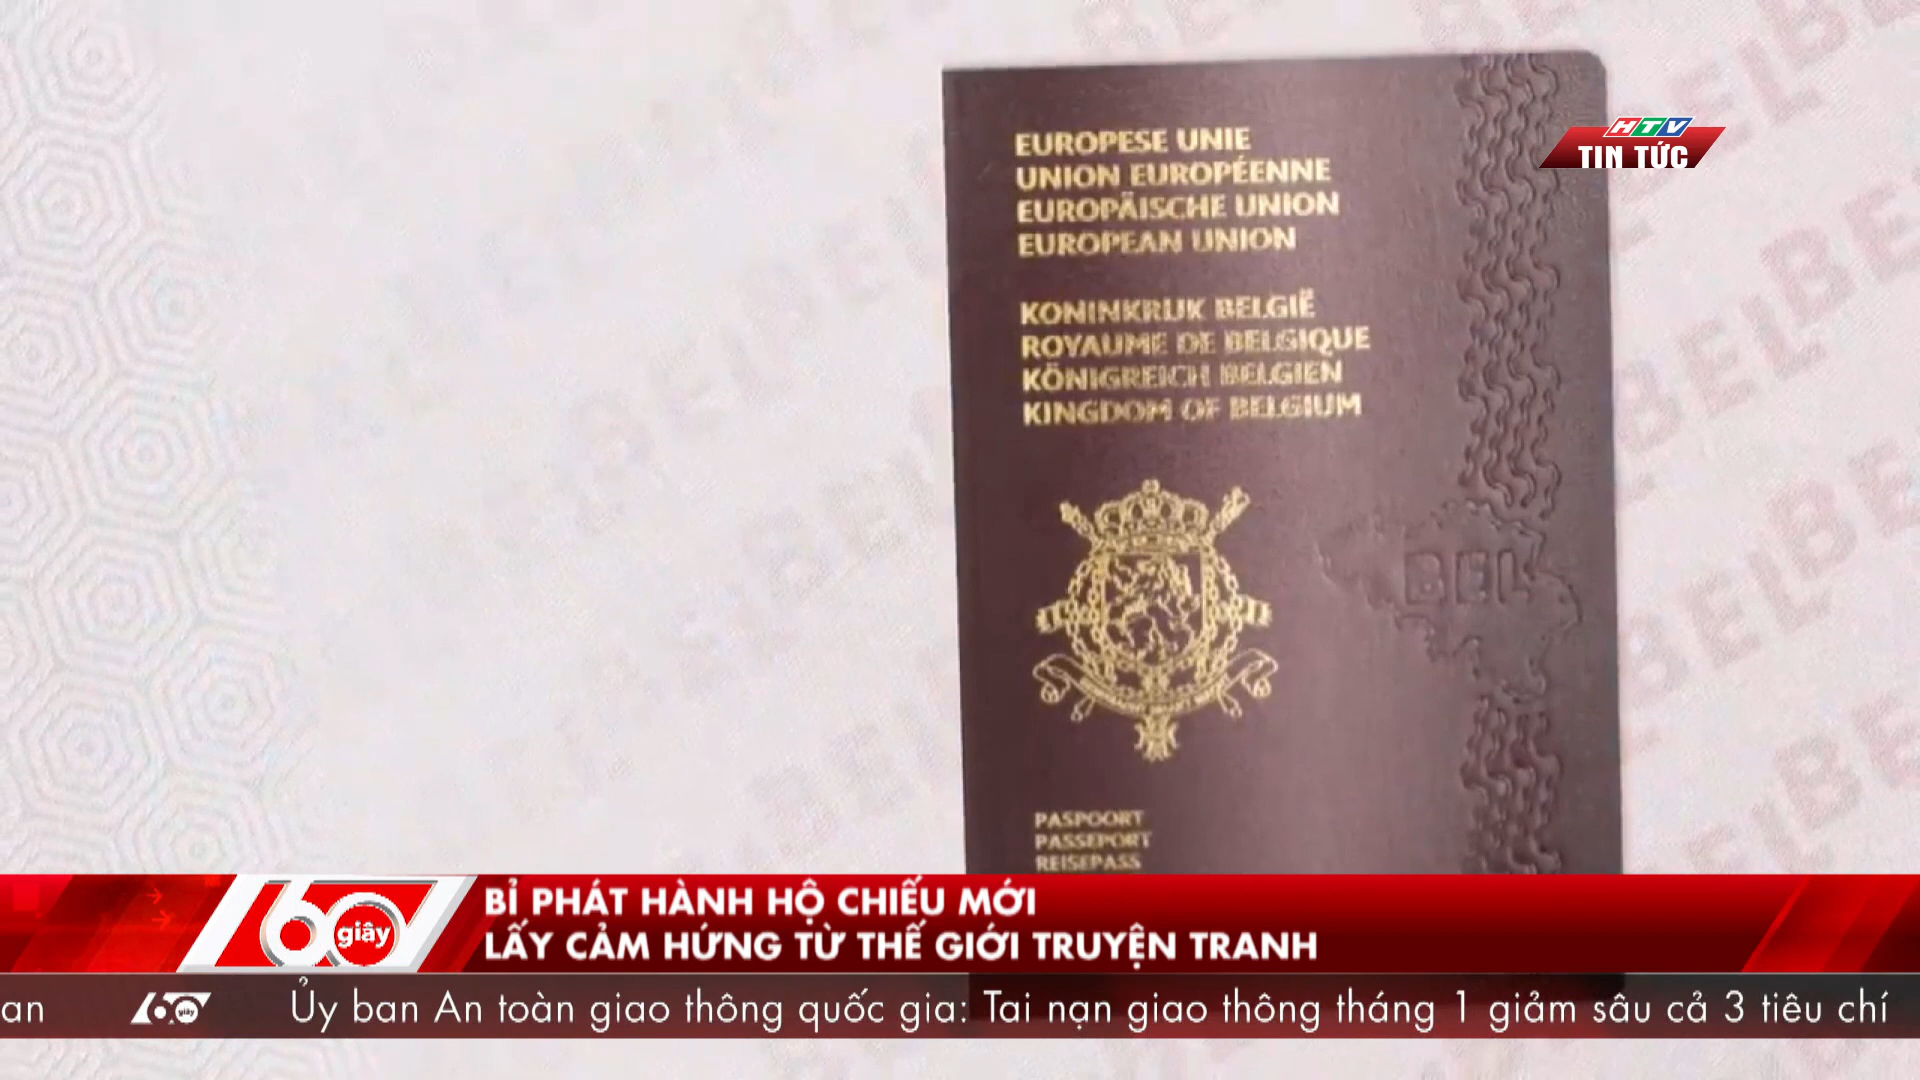 HTV
TIN TỨC
EUROPESE UNIE
UNION EUROPÉENNE
EUROPÄISCHE UNION
EUROPEAN UNION
KONINKRIJK BELGIË
ROYAUME DE BELGIQUE
KÖNIGREICH BELGIEN
KINGDOM OF BELGIUM
BEL
PASPOORT
PASSEPORT
REISEPASS
60 giây
BỈ PHÁT HÀNH HỘ CHIẾU MỚI
LẤY CẢM HỨNG TỪ THẾ GIỚI TRUYỆN TRANH
an 60 giây Ủy ban An toàn giao thông quốc gia: Tai nạn giao thông tháng 1 giảm sâu cả 3 tiêu chí